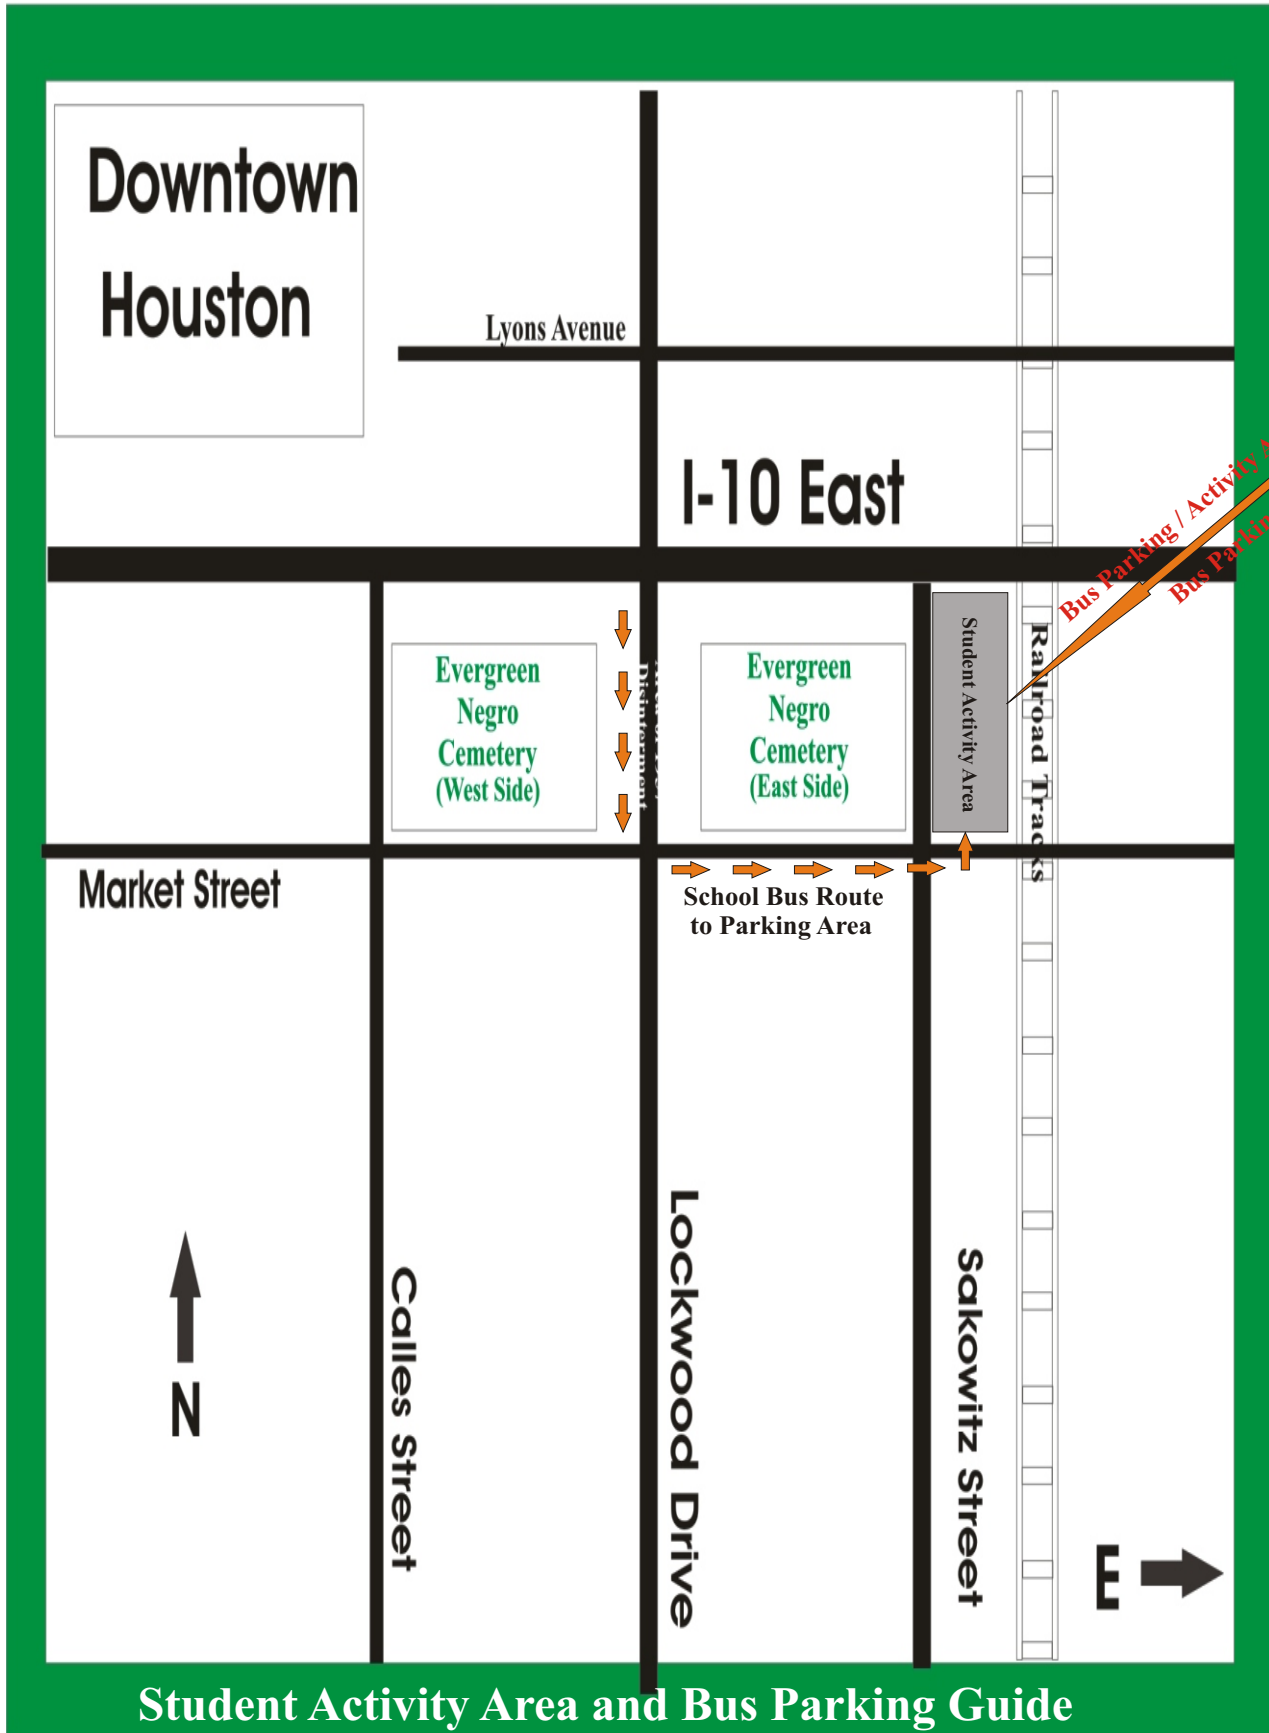 Downtown
Houston
Lyons Avenue
I-10 East
Bus Parking / Activity
Bus
Evergreen
Negro
Cemetery
(West Side)
Disinterment
Evergreen
Negro
Cemetery
(East Side)
Student Activity Area
Railroad Tracks
Market Street
School Bus Route
to Parking Area
N
Calles Street
Lockwood Drive
Sakowitz Street
E
Student Activity Area and Bus Parking Guide